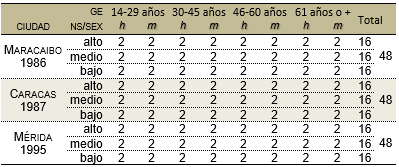 GE 14-29 años 30-45 años 46-60 años 61 años o + Total
CIUDAD NS/SEX h m h m h m h m
alto 2 2 2 2 2 2 2 2 16
MARACAIBO 1986 medio 2 2 2 2 2 2 2 2 16 48
bajo 2 2 2 2 2 2 2 2 16
alto 2 2 2 2 2 2 2 2 16
CARACAS 1987 medio 2 2 2 2 2 2 2 2 16 48
bajo 2 2 2 2 2 2 2 2 16
alto 2 2 2 2 2 2 2 2 16
MÉRIDA 1995 medio 2 2 2 2 2 2 2 2 16 48
bajo 2 2 2 2 2 2 2 2 16